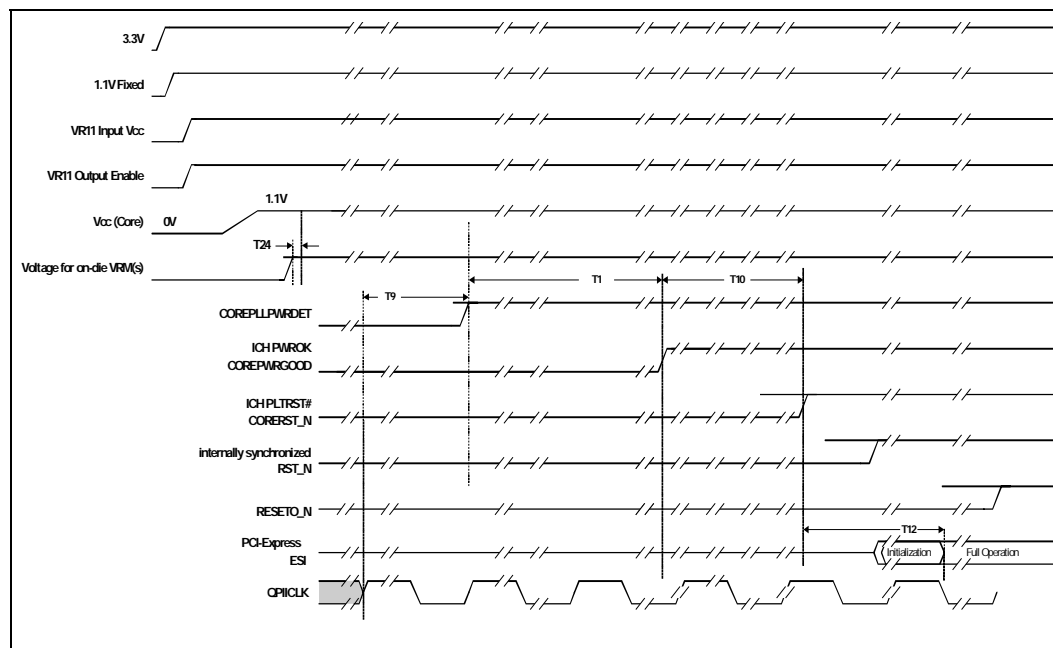 3.3V
1.1V Fixed
VR11 Input Vcc
VR11 Output Enable
1.1V
Vcc (Core) 0V
T24
Voltage for on-die VRM(s)
T1 T10
T9
COREPLLPWRDET
ICH PWROK
COREPWRGOOD
ICH PLTRST#
CORERST_N
internally synchronized
RST_N
RESETO_N
T12
PCI-Express
ESI
Initialization Full Operation
QPIICLK